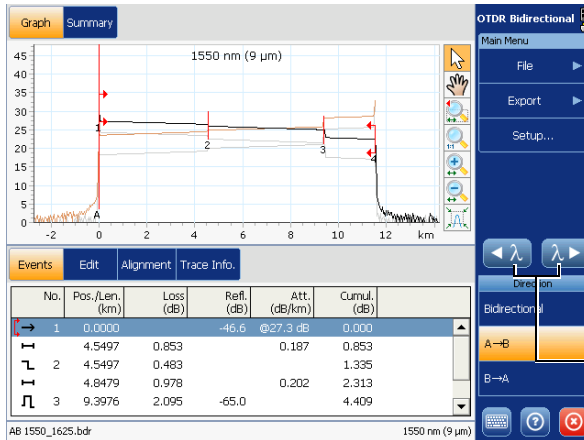 Graph Summary
OTDR Bidirectional
Main Menu
File
Export
Setup...
1550 nm (9 µm)
45
40
35
30
25
20
15
10
5
0
1
2
3
4
A
-2 0 2 4 6 8 10 12 km
1:1
λ λ
Direction
Bidirectional
A→B
B→A
Events Edit Alignment Trace Info.
No. Pos./Len. (km) Loss (dB) Refl. (dB) Att. (dB/km) Cumul. (dB)
1 0.0000 -46.6 @27.3 dB 0.000
4.5497 0.853 0.187 0.853
2 4.5497 0.483 1.335
4.8479 0.978 0.202 2.313
3 9.3976 2.095 -65.0 4.409
AB 1550_1625.bdr 1550 nm (9 µm)